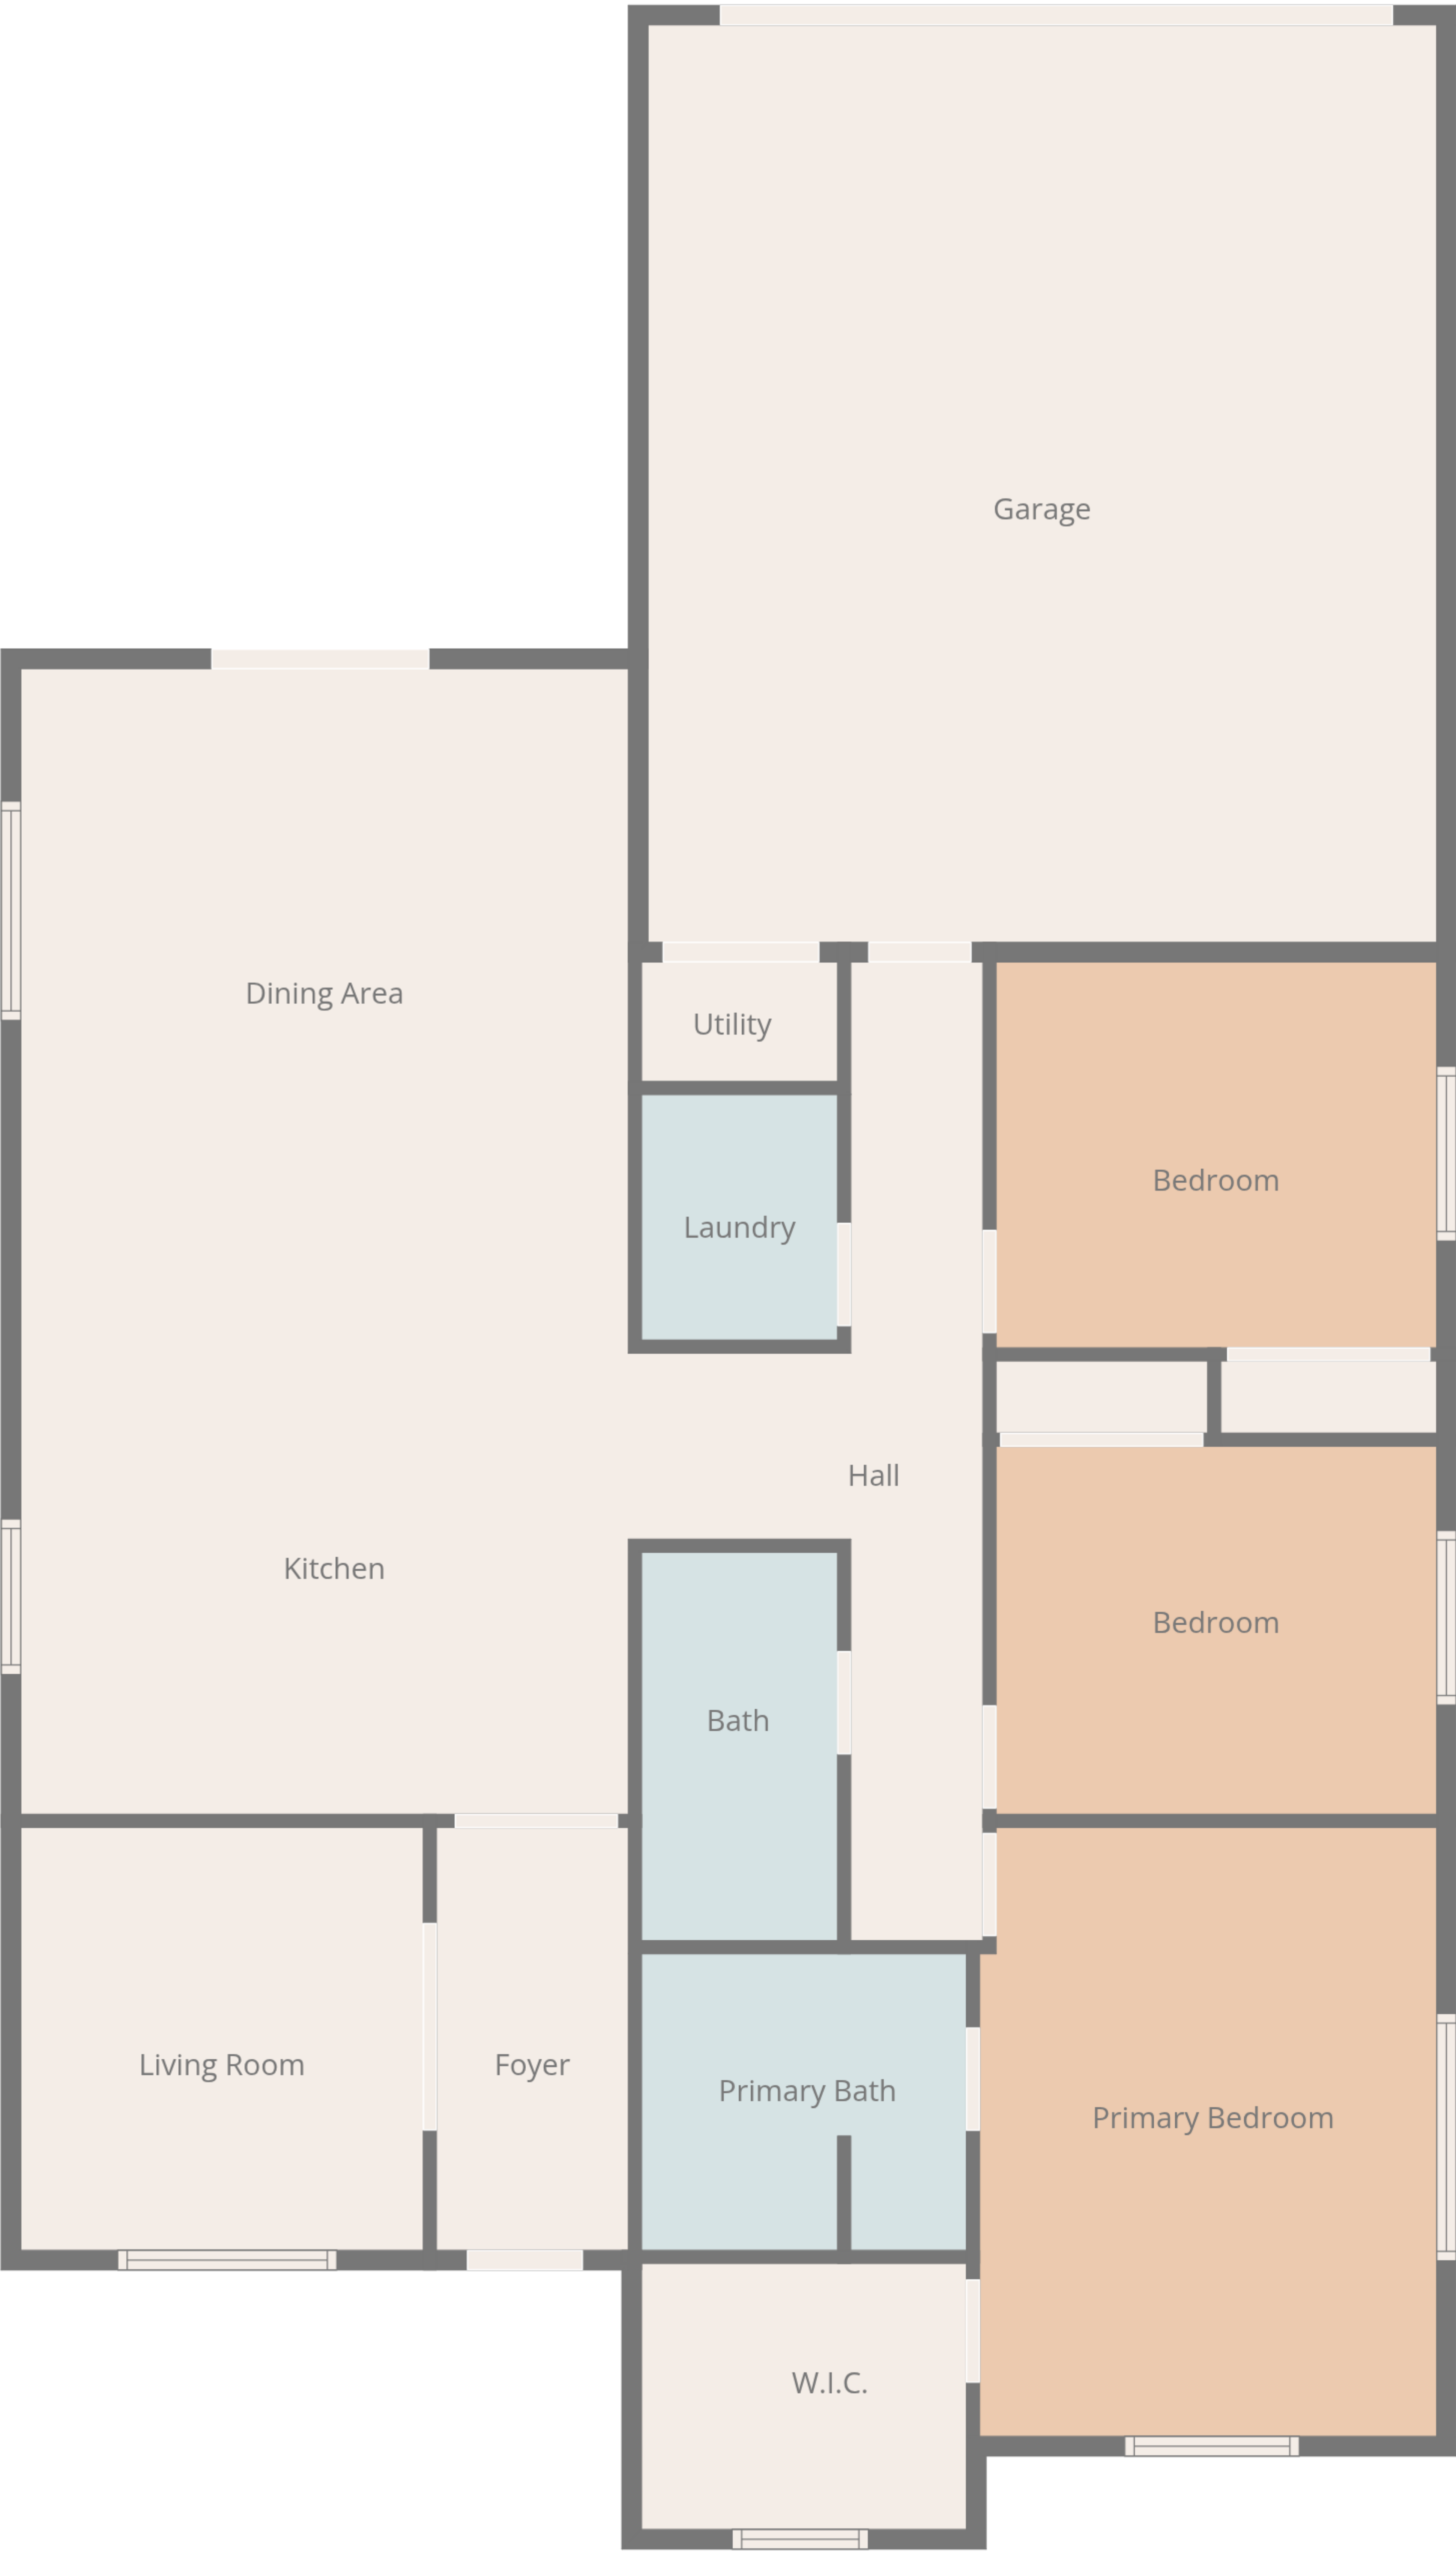 Garage
Dining Area
Utility
Bedroom
Laundry
Hall
Kitchen
Bedroom
Bath
Living Room
Foyer
Primary Bath
Primary Bedroom
W.I.C.